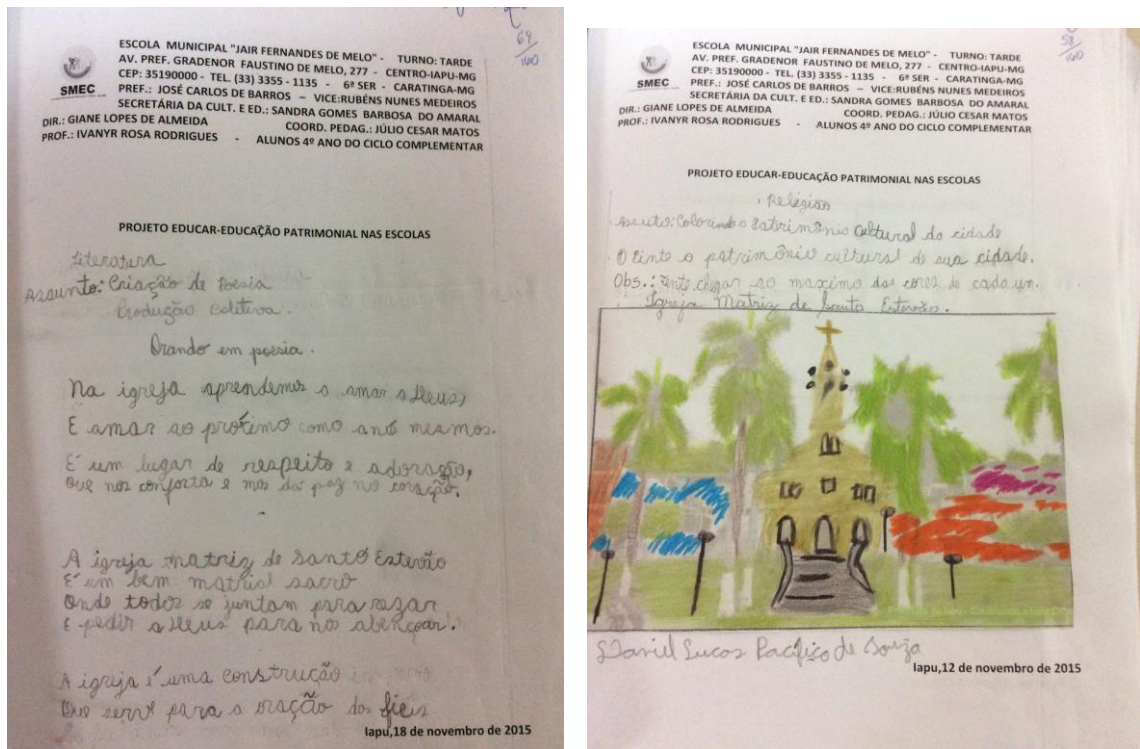 69/160
ESCOLA MUNICIPAL "JAIR FERNANDES DE MELO" - TURNO: TARDE
AV. PREF. GRADENOR FAUSTINO DE MELO, 277 - CENTRO-IAPU-MG
CEP: 35190000 - TEL. (33) 3355 - 1135 - 6ª SER - CARATINGA-MG
SMEC PREF.: JOSÉ CARLOS DE BARROS - VICE:RUBÉNS NUNES MEDEIROS
SECRETÁRIA DA CULT. E ED.: SANDRA GOMES BARBOSA DO AMARAL
DIR.: GIANE LOPES DE ALMEIDA COORD. PEDAG.: JÚLIO CESAR MATOS
PROF.: IVANYR ROSA RODRIGUES - ALUNOS 4º ANO DO CICLO COMPLEMENTAR
PROJETO EDUCAR-EDUCAÇÃO PATRIMONIAL NAS ESCOLAS
Literatura
Assunto: Criação de Poesia
Produção coletiva.
Orando em poesia.
Na igreja aprendemos a amar a Deus,
E amar ao prótimo como anós mesmos.
É um lugar de respeito e adoração,
Que nos conforta e nos dá paz no coração.
A igreja matriz de Santo Estevão
É um bem matrial sacro
Onde todos se juntam para rezar
E pedir a Deus para nos abençoar.
A igreja é uma construção
Que serve para a oração dos fieis
Iapu,18 de novembro de 2015
58/160
ESCOLA MUNICIPAL "JAIR FERNANDES DE MELO" - TURNO: TARDE
AV. PREF. GRADENOR FAUSTINO DE MELO, 277 - CENTRO-IAPU-MG
CEP: 35190000 - TEL. (33) 3355 - 1135 - 6ª SER - CARATINGA-MG
SMEC PREF.: JOSÉ CARLOS DE BARROS - VICE:RUBÉNS NUNES MEDEIROS
SECRETÁRIA DA CULT. E ED.: SANDRA GOMES BARBOSA DO AMARAL
DIR.: GIANE LOPES DE ALMEIDA COORD. PEDAG.: JÚLIO CESAR MATOS
PROF.: IVANYR ROSA RODRIGUES - ALUNOS 4º ANO DO CICLO COMPLEMENTAR
PROJETO EDUCAR-EDUCAÇÃO PATRIMONIAL NAS ESCOLAS
Religioso
Assunto: Colorindo o Patrimônio Cultural da cidade
O Pinte o patrimônio cultural de sua cidade.
Obs.: Tente chegar ao maximo das cores de cada um.
Igreja Matriz de Santo Estevão.
Daniel Lucas Pacífico de Souza
Iapu,12 de novembro de 2015